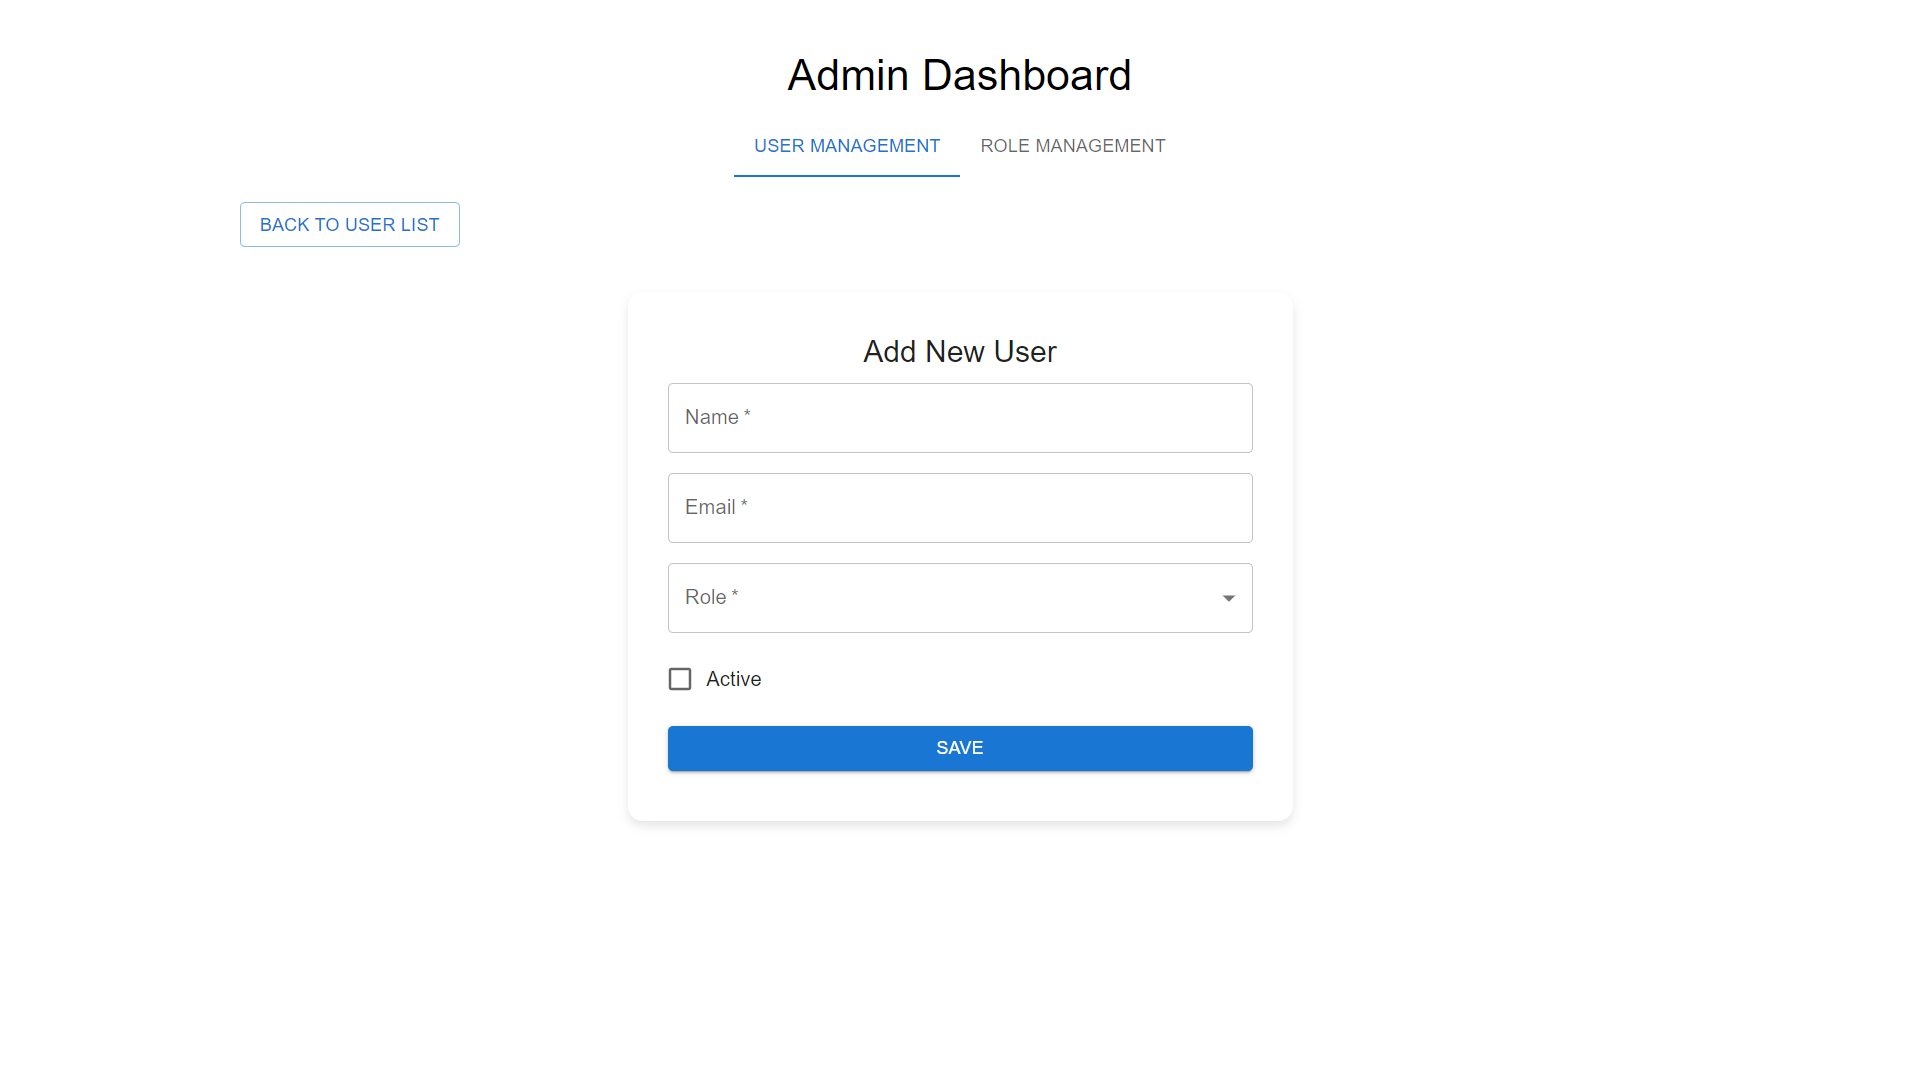 Admin Dashboard
USER MANAGEMENT ROLE MANAGEMENT
BACK TO USER LIST
Add New User
Name *
Email *
Role *
Active
SAVE